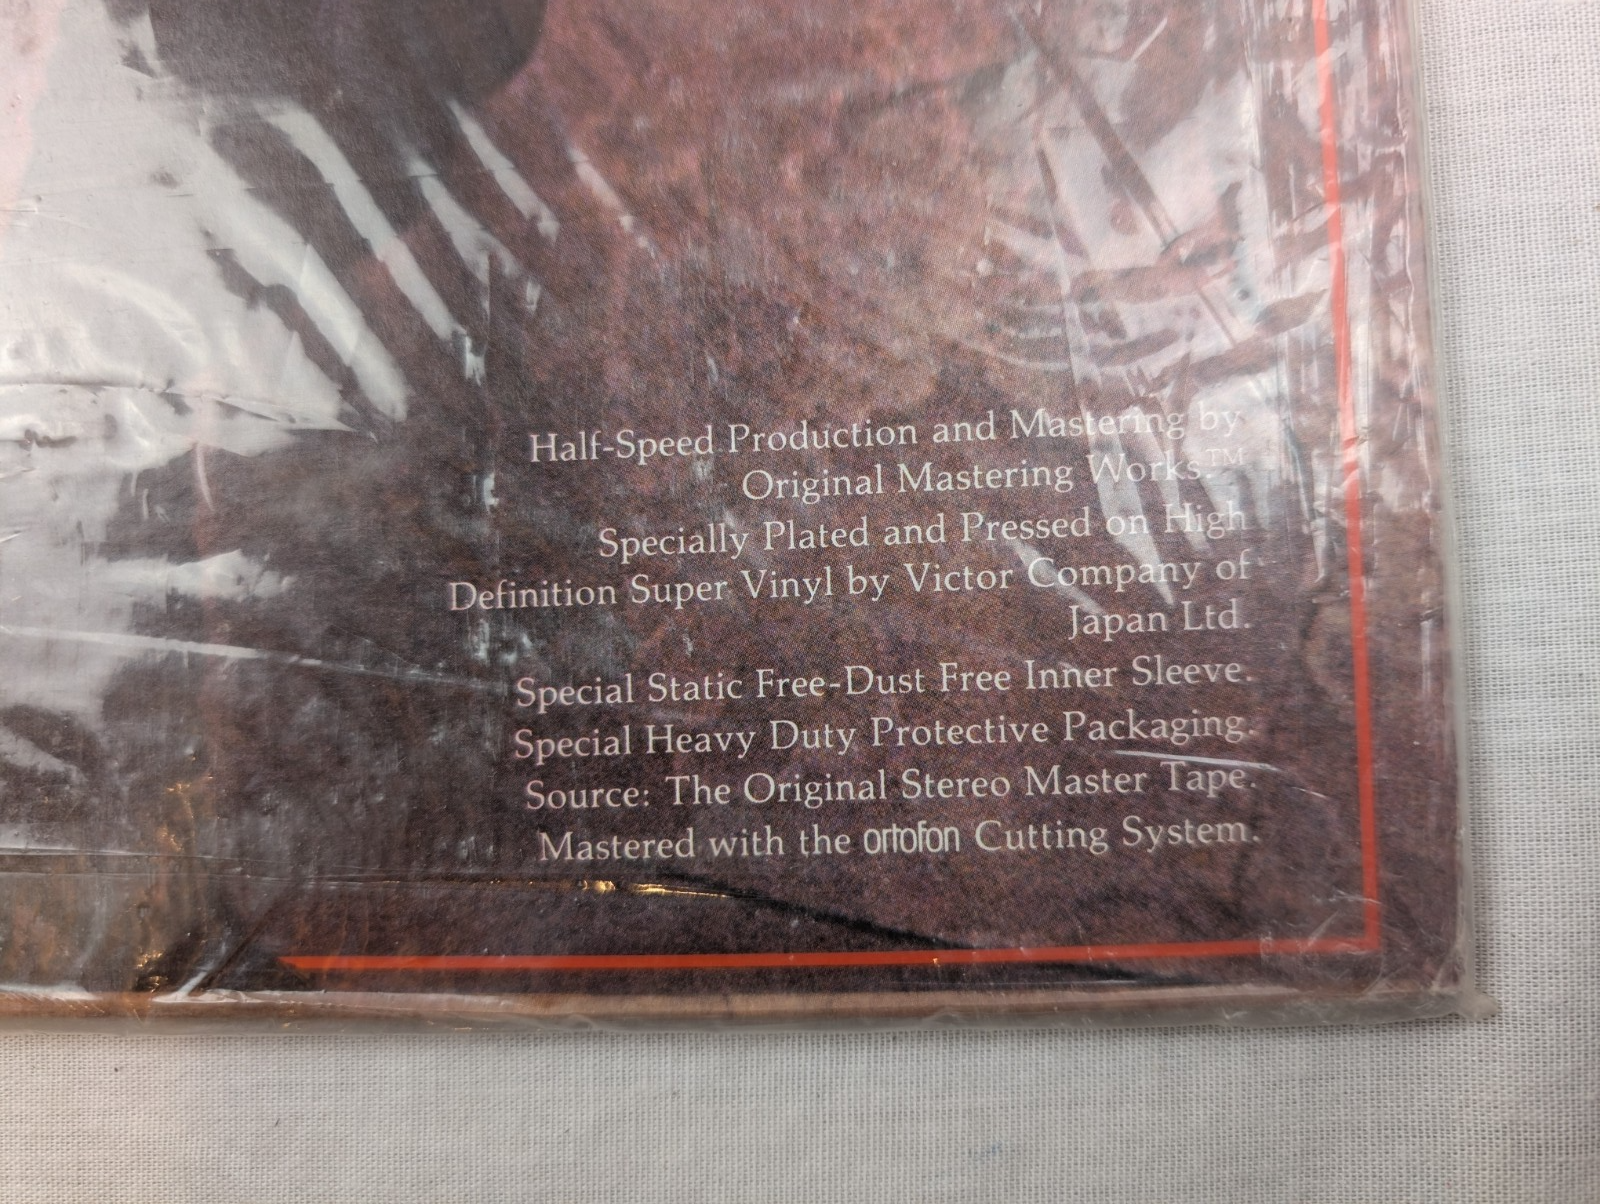 Half-Speed Production and Mastering by
Original Mastering Works.™
Specially Plated and Pressed on High
Definition Super Vinyl by Victor Company of
Japan Ltd.
Special Static Free-Dust Free Inner Sleeve.
Special Heavy Duty Protective Packaging.
Source: The Original Stereo Master Tape.
Mastered with the ortofon Cutting System.